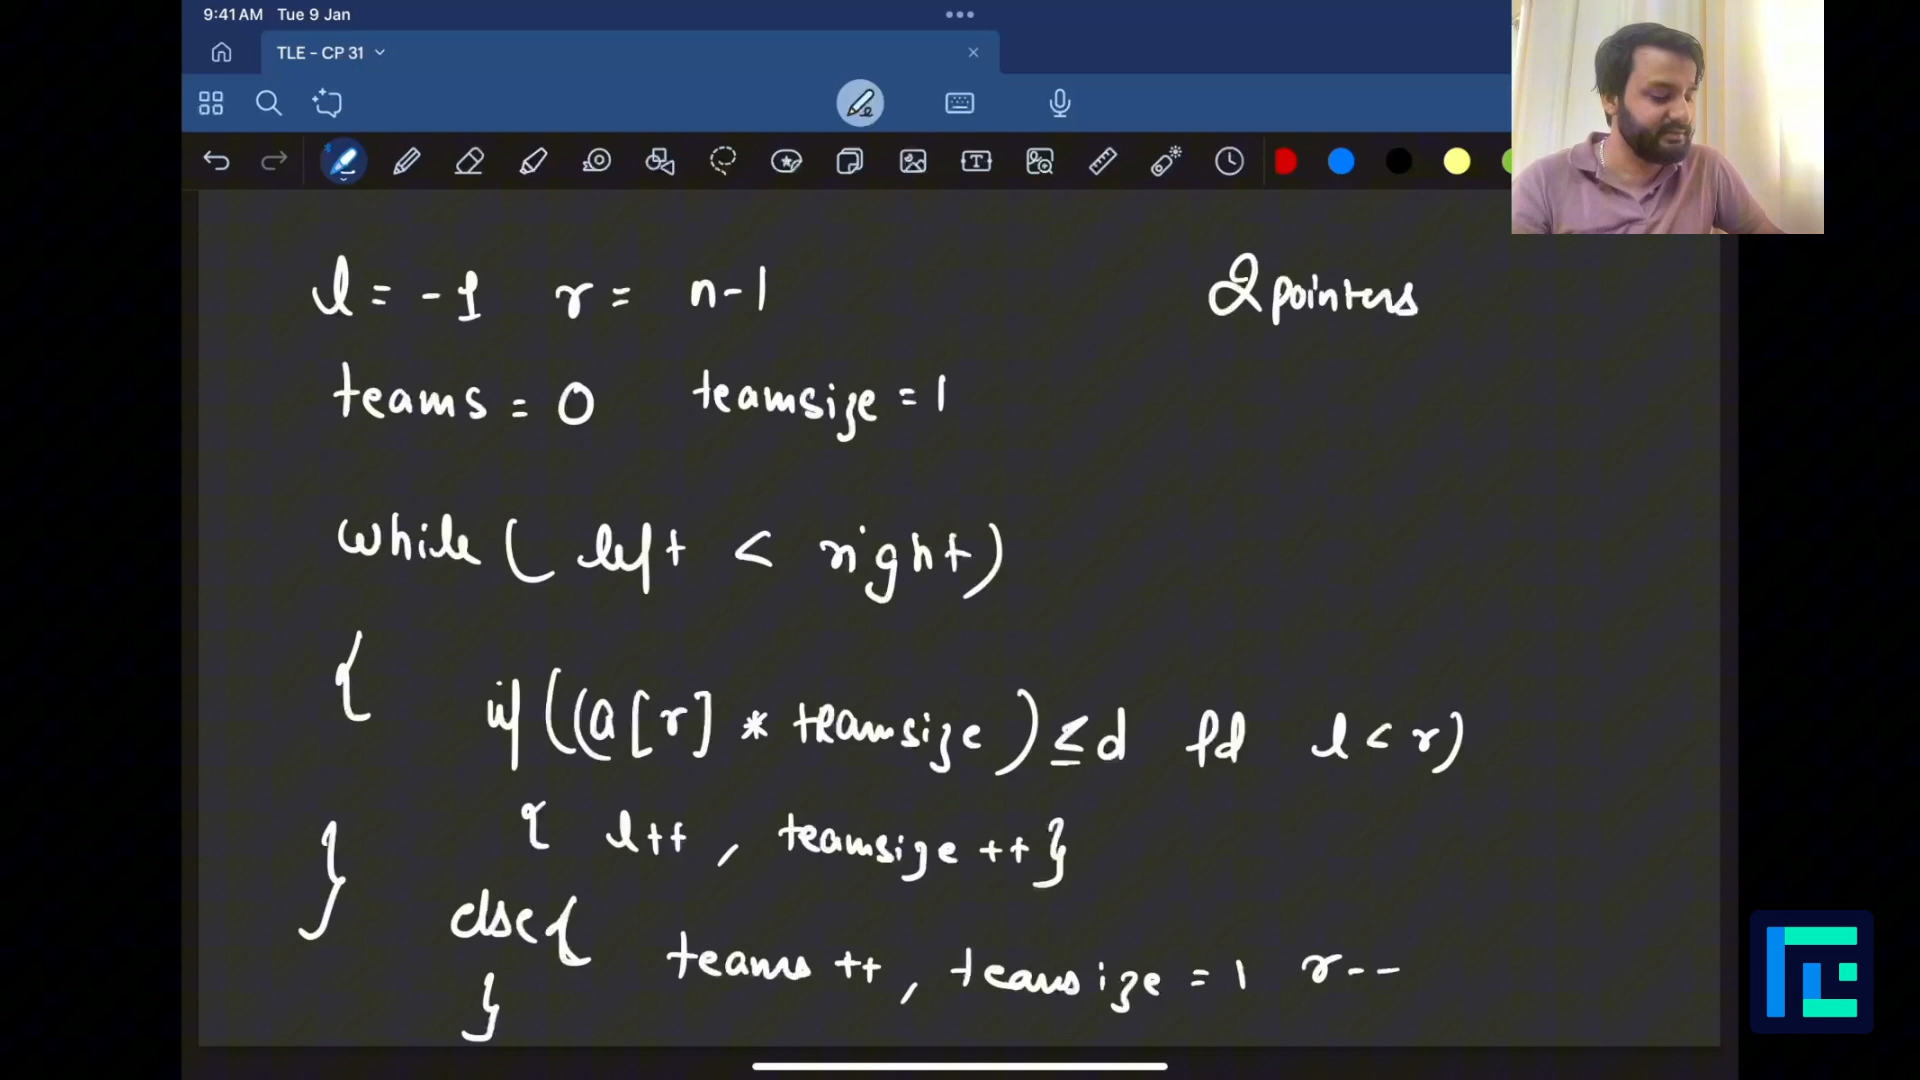 9:41 AM Tue 9 Jan
TLE - CP 31
l = -1 r = n-1 2 pointers
teams = 0 teamsize = 1
while ( left < right )
{
if ((a[r] * teamsize) ≤ d && l < r)
{ l++ , teamsize ++ }
}
else {
teams ++ , teamsize = 1 r--
}